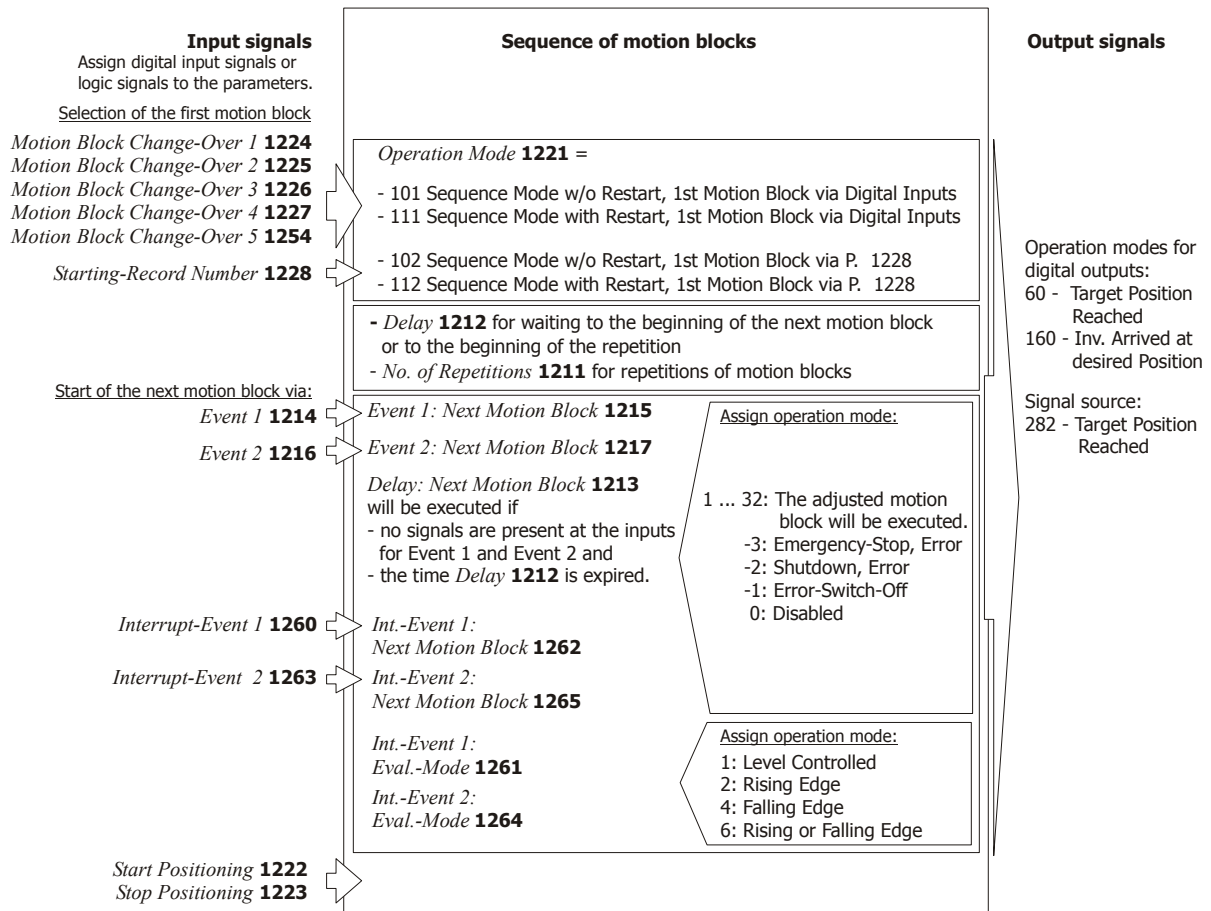 Input signals
Assign digital input signals or
logic signals to the parameters.
Selection of the first motion block
Motion Block Change-Over 1 1224
Motion Block Change-Over 2 1225
Motion Block Change-Over 3 1226
Motion Block Change-Over 4 1227
Motion Block Change-Over 5 1254
Starting-Record Number 1228
Start of the next motion block via:
Event 1 1214
Event 2 1216
Interrupt-Event 1 1260
Interrupt-Event 2 1263
Start Positioning 1222
Stop Positioning 1223
Sequence of motion blocks
Operation Mode 1221 =
- 101 Sequence Mode w/o Restart, 1st Motion Block via Digital Inputs
- 111 Sequence Mode with Restart, 1st Motion Block via Digital Inputs
- 102 Sequence Mode w/o Restart, 1st Motion Block via P. 1228
- 112 Sequence Mode with Restart, 1st Motion Block via P. 1228
- Delay 1212 for waiting to the beginning of the next motion block
or to the beginning of the repetition
- No. of Repetitions 1211 for repetitions of motion blocks
Event 1: Next Motion Block 1215
Event 2: Next Motion Block 1217
Delay: Next Motion Block 1213
will be executed if
- no signals are present at the inputs
for Event 1 and Event 2 and
- the time Delay 1212 is expired.
Int.-Event 1:
Next Motion Block 1262
Int.-Event 2:
Next Motion Block 1265
Int.-Event 1:
Eval.-Mode 1261
Int.-Event 2:
Eval.-Mode 1264
Assign operation mode:
1 ... 32: The adjusted motion
block will be executed.
-3: Emergency-Stop, Error
-2: Shutdown, Error
-1: Error-Switch-Off
0: Disabled
Assign operation mode:
1: Level Controlled
2: Rising Edge
4: Falling Edge
6: Rising or Falling Edge
Output signals
Operation modes for
digital outputs:
60 - Target Position
Reached
160 - Inv. Arrived at
desired Position
Signal source:
282 - Target Position
Reached